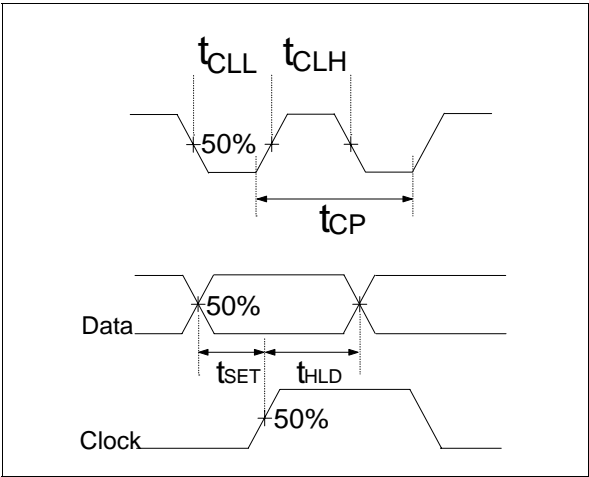 tCLL tCLH
50%
tCP
50%
Data
tSET tHLD
50%
Clock